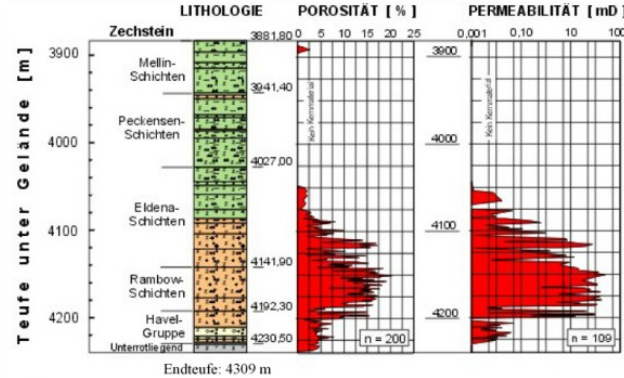 LITHOLOGIE
POROSITÄT [ % ]
PERMEABILITÄT [ mD ]
Zechstein
3881,80
0 5 10 15 20 25
0,001 0,10 10 100
Teufe unter Gelände [m]
3900
4000
4100
4200
Mellin-
Schichten
3941,40
Peckensen-
Schichten
4027,00
Eldena-
Schichten
4141,90
Rambow-
Schichten
4192,30
Havel-
Gruppe
4230,50
Unterrotliegend
Kein Kernmaterial
n = 200
3900
4000
4100
4200
Kein Kernmaterial
n = 109
Endteufe: 4309 m